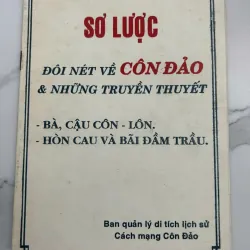 SƠ LƯỢC
ĐÔI NÉT VỀ CÔN ĐẢO
& NHỮNG TRUYỀN THUYẾT
- BÀ, CẬU CÔN - LÔN.
- HÒN CAU VÀ BÃI ĐẦM TRẦU.
Ban quản lý di tích lịch sử
Cách mạng Côn Đảo